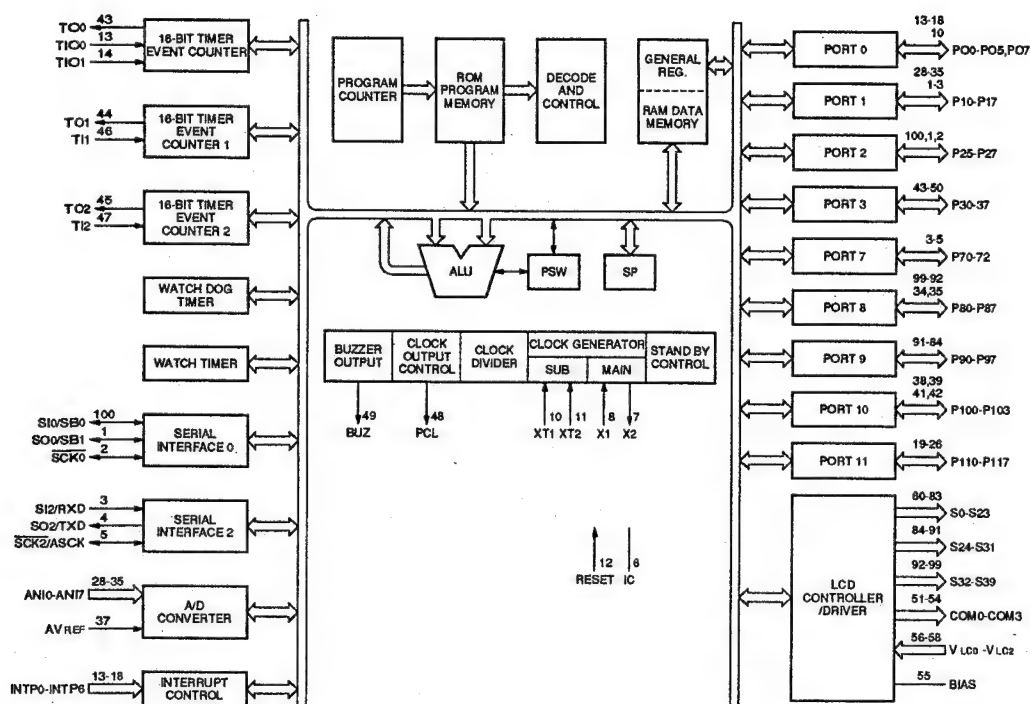 43
TO0
13
TIO0
14
TIO1
16-BIT TIMER
EVENT COUNTER
44
TO1
46
TI1
16-BIT TIMER
EVENT
COUNTER 1
45
TO2
47
TI2
16-BIT TIMER
EVENT
COUNTER 2
WATCH DOG
TIMER
WATCH TIMER
100
SI0/SB0
1
SO0/SB1
2
SCK0
SERIAL
INTERFACE 0
3
SI2/RXD
4
SO2/TXD
5
SCK2/ASCK
SERIAL
INTERFACE 2
28-35
ANI0-ANI7
37
AVREF
A/D
CONVERTER
13-18
INTP0-INTP6
INTERRUPT
CONTROL
PROGRAM
COUNTER
ROM
PROGRAM
MEMORY
DECODE
AND
CONTROL
GENERAL
REG.
RAM DATA
MEMORY
ALU
PSW
SP
BUZZER
OUTPUT
CLOCK
OUTPUT
CONTROL
CLOCK
DIVIDER
CLOCK GENERATOR
SUB
MAIN
STAND BY
CONTROL
49
BUZ
48
PCL
10
XT1
11
XT2
8
X1
7
X2
12
RESET
6
IC
PORT 0
13-18
10
PO0-PO5,PO7
PORT 1
28-35
1-3
P10-P17
PORT 2
100,1,2
P25-P27
PORT 3
43-50
P30-37
PORT 7
3-5
P70-72
PORT 8
99-92
34,35
P80-P87
PORT 9
91-84
P90-P97
PORT 10
38,39
41,42
P100-P103
PORT 11
19-26
P110-P117
LCD
CONTROLLER
/DRIVER
60-83
S0-S23
84-91
S24-S31
92-99
S32-S39
51-54
COM0-COM3
56-58
VLC0 -VLC2
55
BIAS